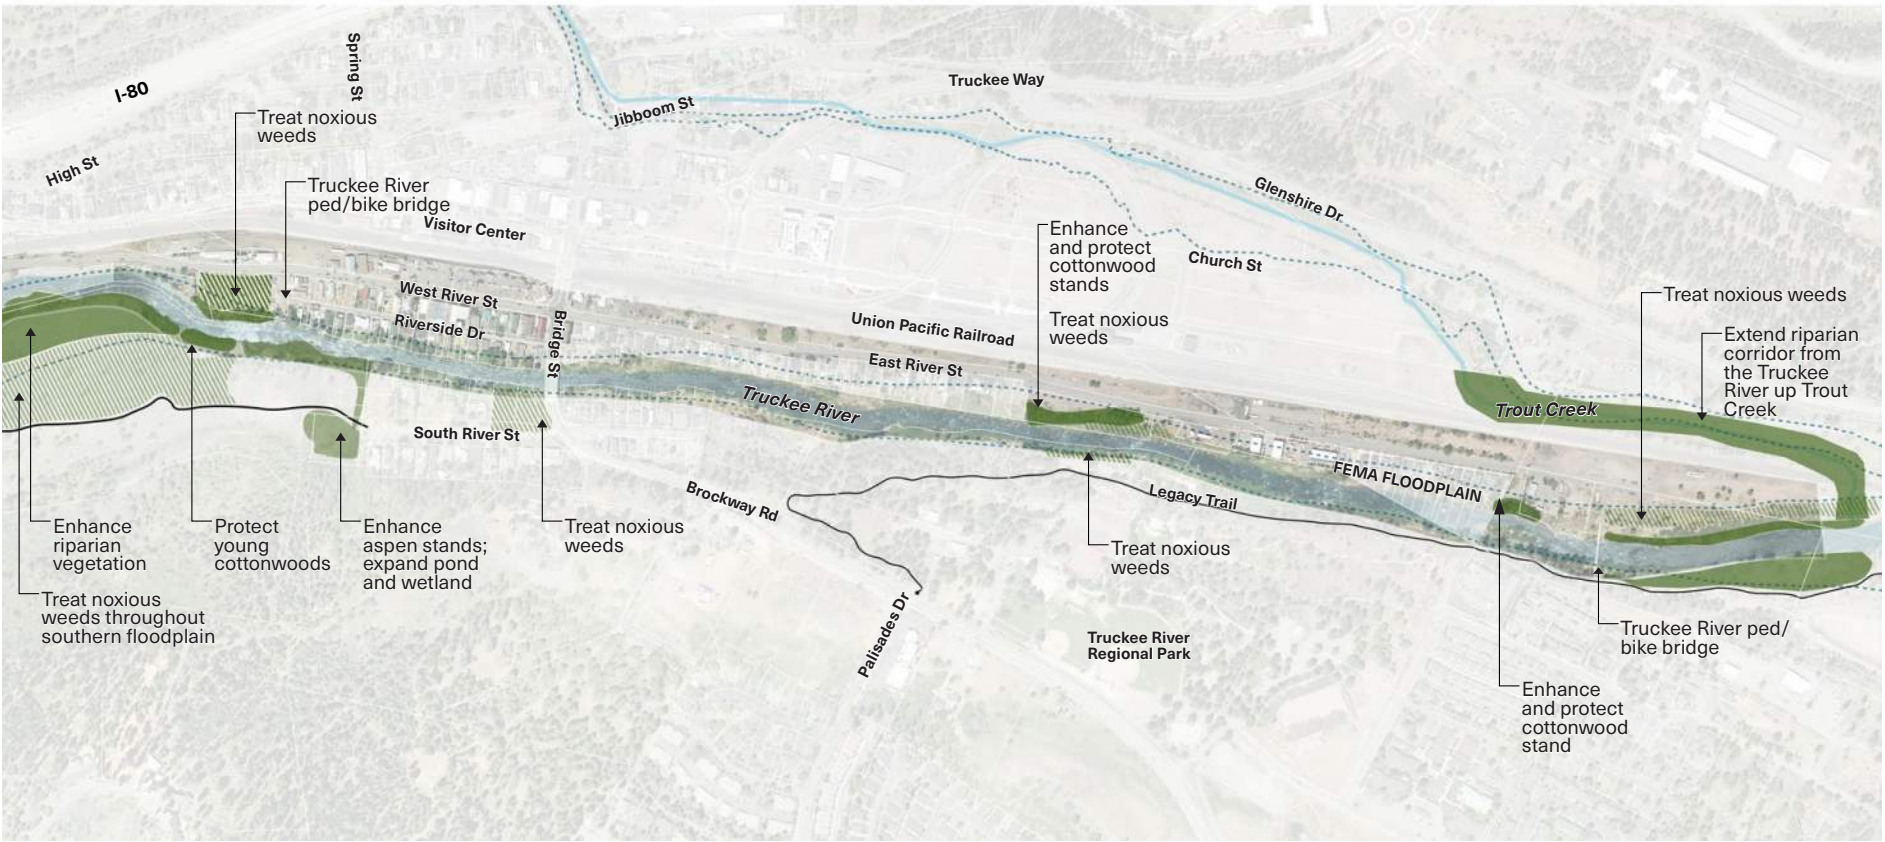 Spring St
I-80
Truckee Way
Jibboom St
Treat noxious
weeds
High St
Truckee River
ped/bike bridge
Visitor Center
Glenshire Dr
Enhance
and protect
cottonwood
stands
Treat noxious
weeds
Church St
West River St
Riverside Dr
Bridge St
Union Pacific Railroad
East River St
Treat noxious weeds
Extend riparian
corridor from
the Truckee
River up Trout
Creek
Truckee River
Trout Creek
South River St
FEMA FLOODPLAIN
Brockway Rd
Legacy Trail
Enhance
riparian
vegetation
Protect
young
cottonwoods
Enhance
aspen stands;
expand pond
and wetland
Treat noxious
weeds
Treat noxious
weeds
Treat noxious
weeds throughout
southern floodplain
Palisades Dr
Truckee River
Regional Park
Truckee River ped/
bike bridge
Enhance
and protect
cottonwood
stand